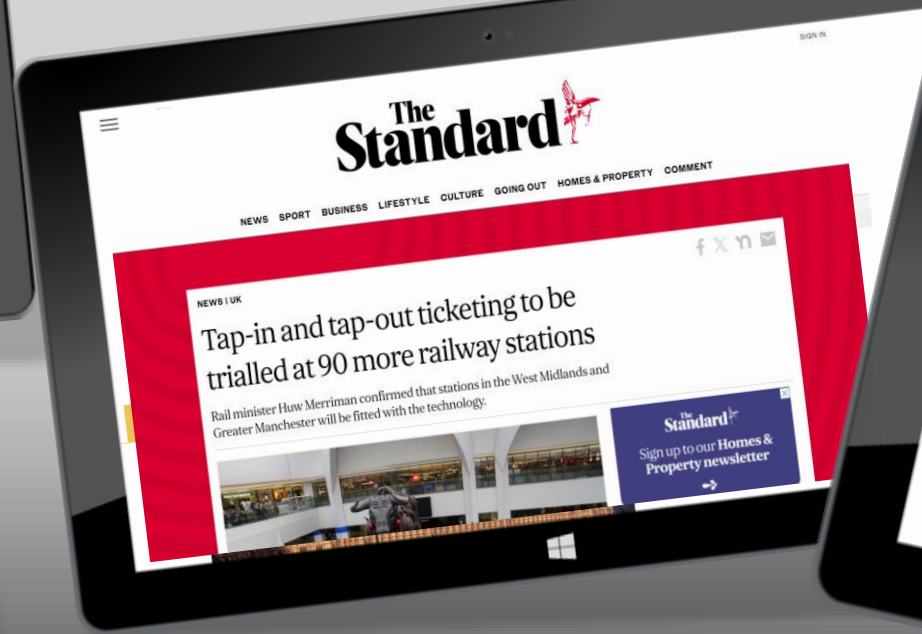 SIGN IN
The
Standard
NEWS SPORT BUSINESS LIFESTYLE CULTURE GOING OUT HOMES & PROPERTY COMMENT
NEWS | UK
Tap-in and tap-out ticketing to be
trialled at 90 more railway stations
Rail minister Huw Merriman confirmed that stations in the West Midlands and
Greater Manchester will be fitted with the technology.
The
Standard
Sign up to our Homes &
Property newsletter